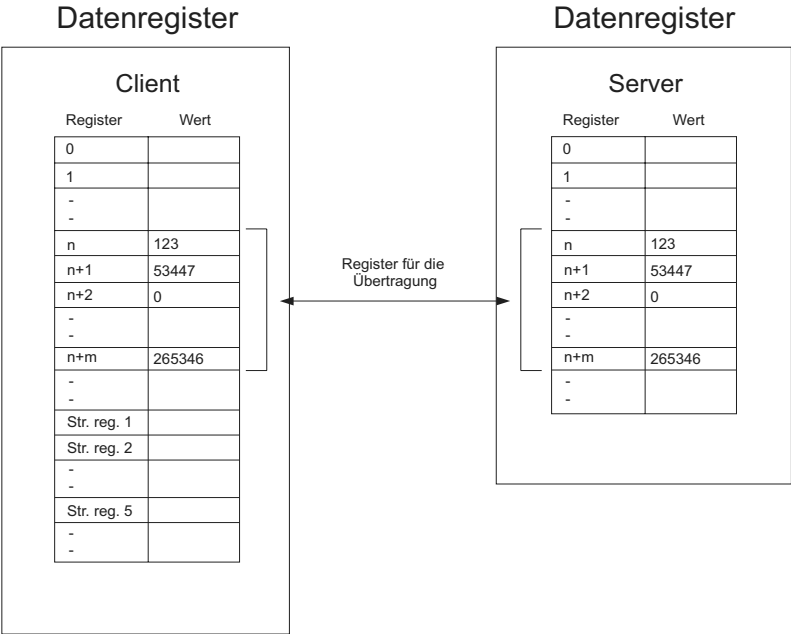 Datenregister
Client
Register Wert
0
1
-
-
n 123
n+1 53447
n+2 0
-
-
n+m 265346
-
-
Str. reg. 1
Str. reg. 2
-
-
Str. reg. 5
-
-
Register für die
Übertragung
Datenregister
Server
Register Wert
0
1
-
-
n 123
n+1 53447
n+2 0
-
-
n+m 265346
-
-